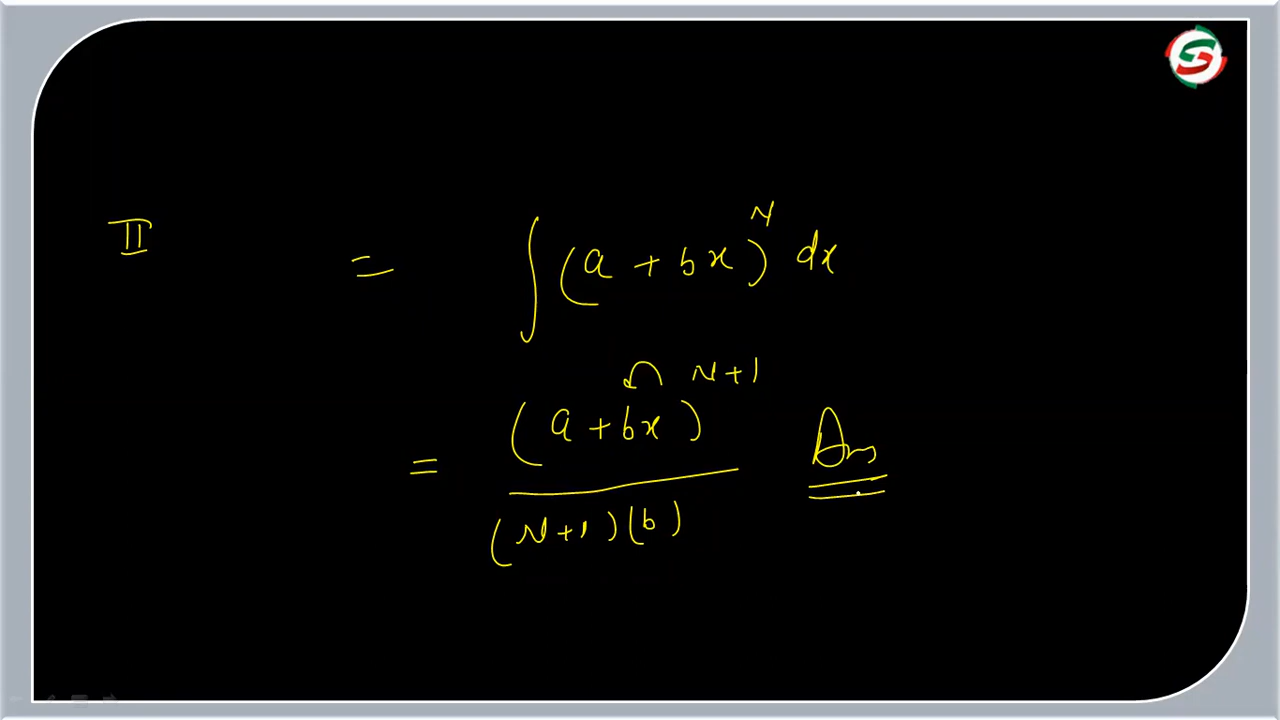 II = ∫ (a + bx)^N dx
= (a + bx)^(N+1) / (N+1)(b) Ans